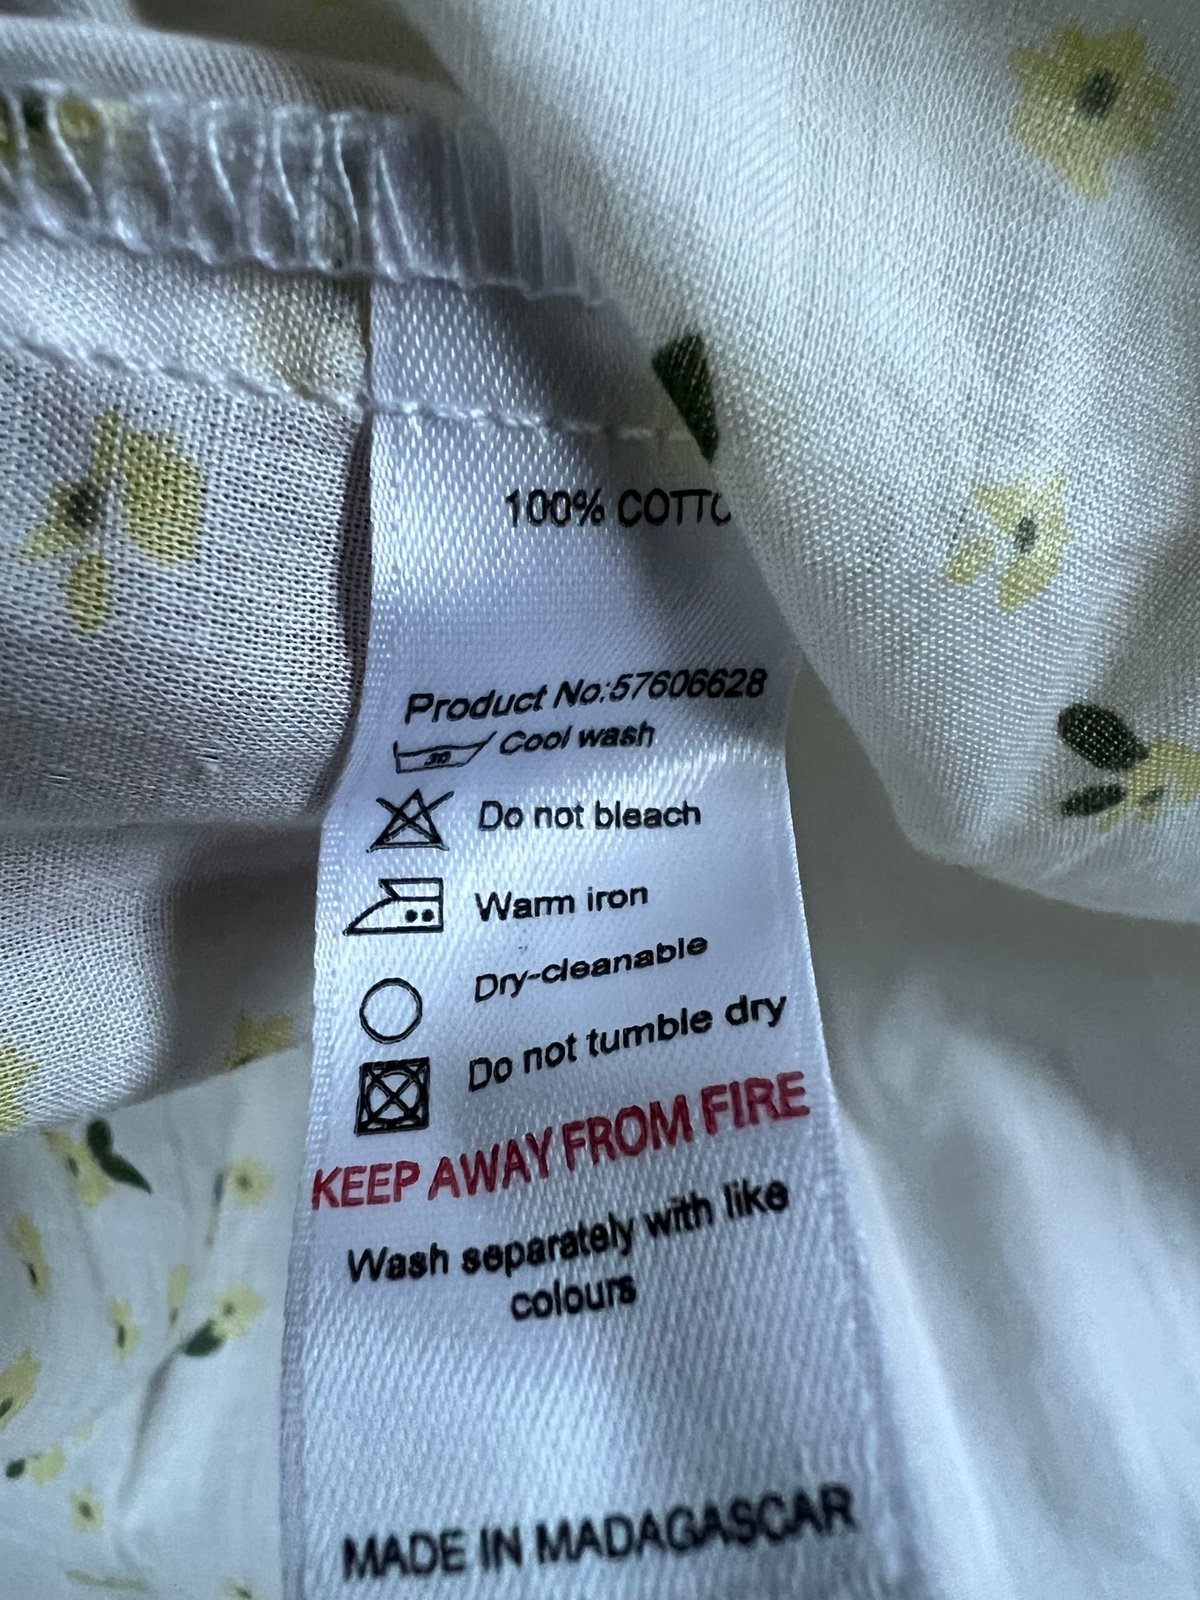 100% COTTO
Product No:57606628
30 Cool wash
Do not bleach
Warm iron
Dry-cleanable
Do not tumble dry
KEEP AWAY FROM FIRE
Wash separately with like
colours
MADE IN MADAGASCAR